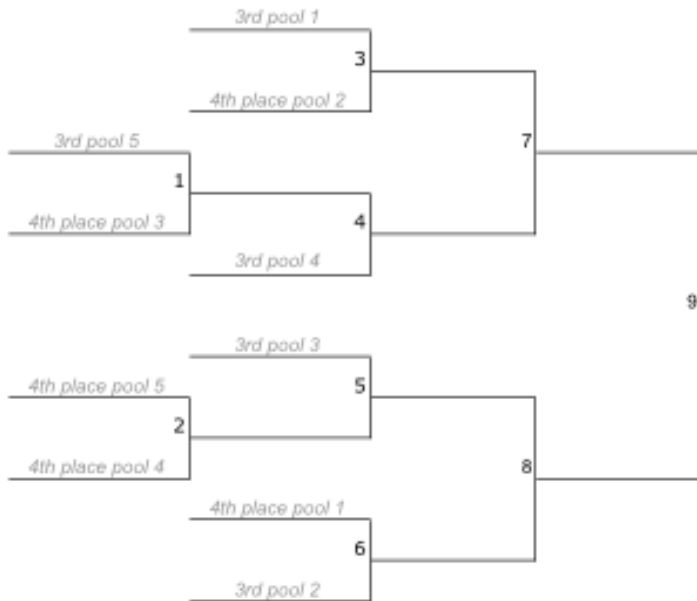 3rd pool 1
3
4th place pool 2
3rd pool 5
7
1
4th place pool 3
4
3rd pool 4
9
3rd pool 3
4th place pool 5
5
2
4th place pool 4
8
4th place pool 1
6
3rd pool 2